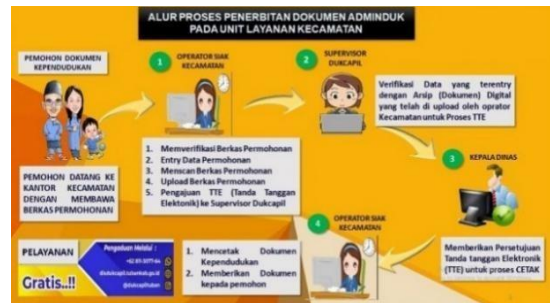 ALUR PROSES PENERBITAN DOKUMEN ADMINDUK
PADA UNIT LAYANAN KECAMATAN
PEMOHON DOKUMEN
KEPENDUDUKAN
1
OPERATOR SIAK
KECAMATAN
2
SUPERVISOR
DUKCAPIL
Verifikasi Data yang terentry
dengan Arsip (Dokumen) Digital
yang telah di upload oleh oprator
Kecamatan untuk Proses TTE
1. Memverifikasi Berkas Permohonan
2. Entry Data Permohonan
3. Menscan Berkas Permohonan
4. Upload Berkas Permohonan
5. Pengajuan TTE (Tanda Tanggan
Elektonik) ke Supervisor Dukcapil
PEMOHON DATANG KE
KANTOR KECAMATAN
DENGAN MEMBAWA
BERKAS PERMOHONAN
3
KEPALA DINAS
Memberikan Persetujuan
Tanda tanggan Elektronik
(TTE) untuk proses CETAK
4
OPERATOR SIAK
KECAMATAN
1. Mencetak Dokumen
Kependudukan
2. Memberikan Dokumen
kepada pemohon
PELAYANAN
Gratis..!!
Pengaduan Melalui :